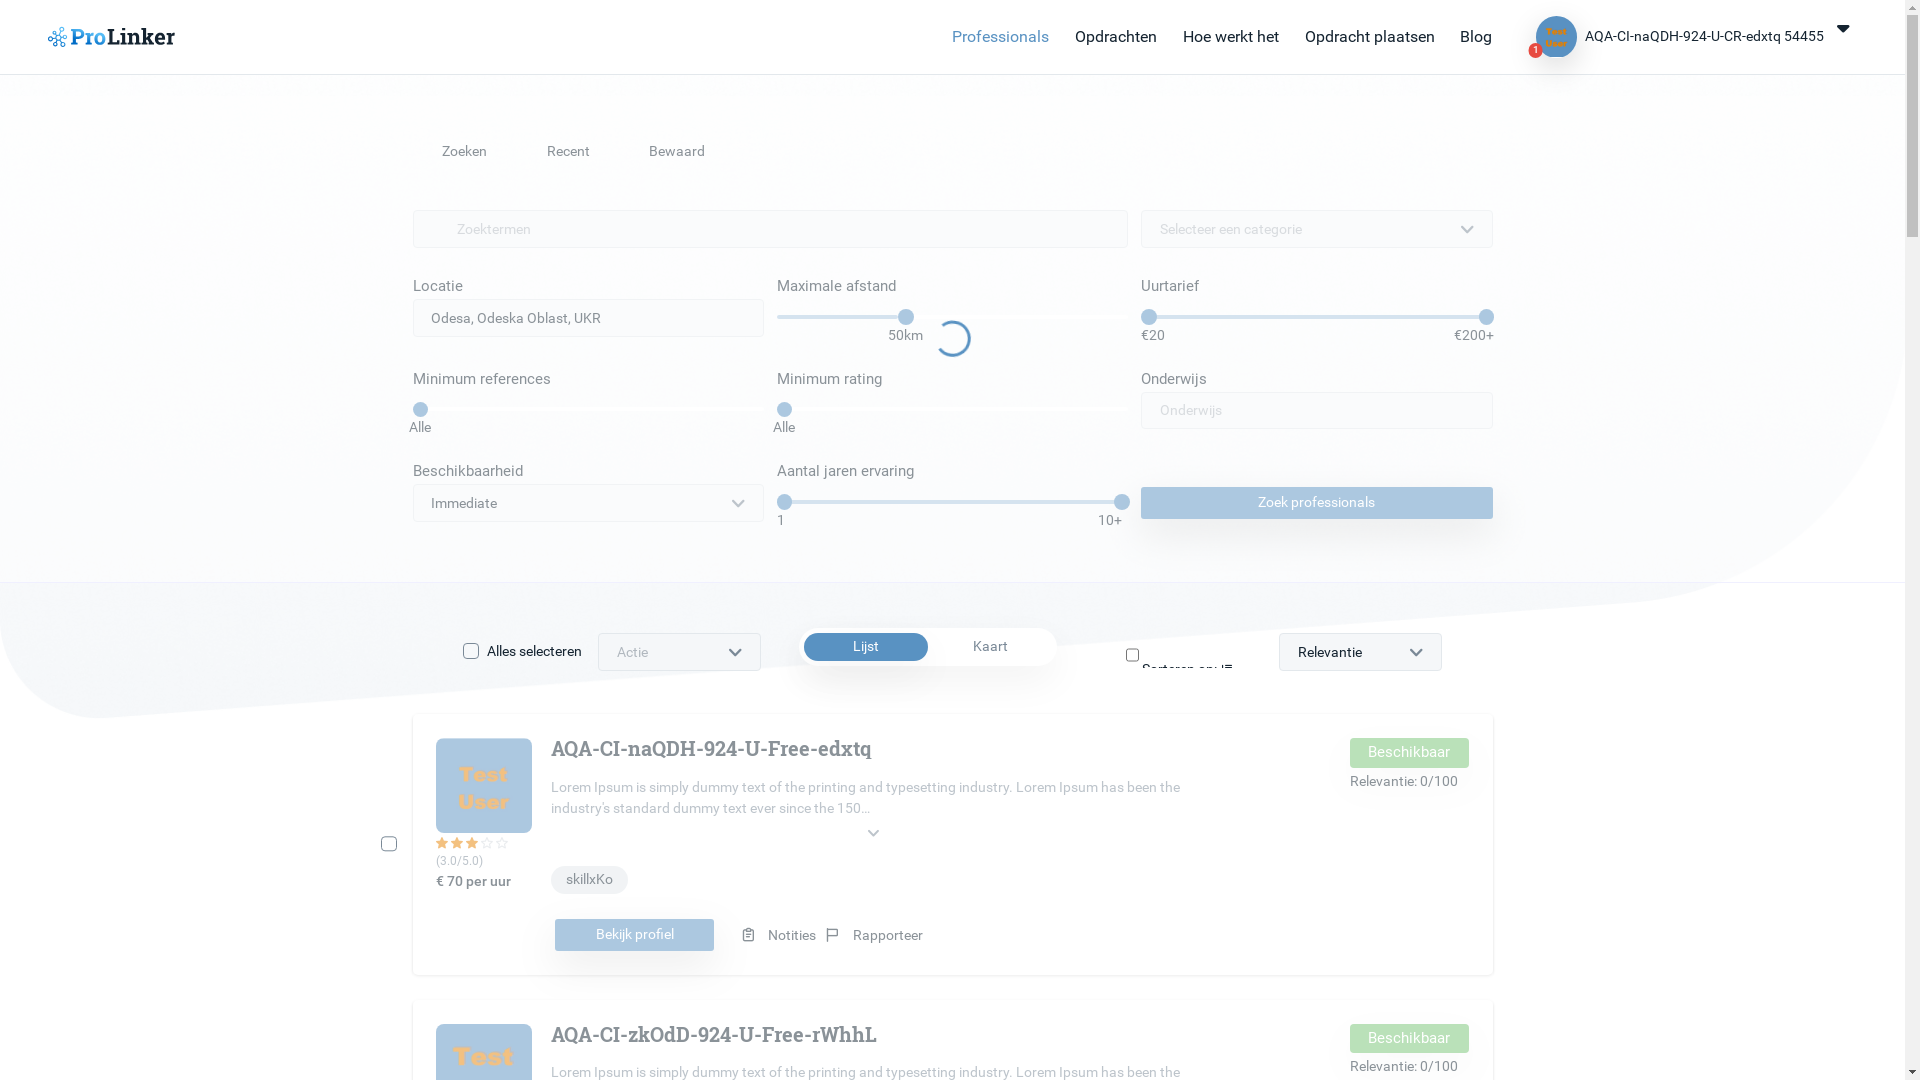 ProLinker
Professionals
Opdrachten
Hoe werkt het
Opdracht plaatsen
Blog
Test
User
1
AQA-CI-naQDH-924-U-CR-edxtq 54455
Zoeken
Recent
Bewaard
Zoektermen
Selecteer een categorie
Locatie
Maximale afstand
Uurtarief
Odesa, Odeska Oblast, UKR
50km
€20
€200+
Minimum references
Minimum rating
Onderwijs
Alle
Alle
Onderwijs
Beschikbaarheid
Aantal jaren ervaring
Immediate
1
10+
Zoek professionals
Alles selecteren
Actie
Lijst
Kaart
Relevantie
AQA-CI-naQDH-924-U-Free-edxtq
Beschikbaar
Relevantie: 0/100
Test
User
Lorem Ipsum is simply dummy text of the printing and typesetting industry. Lorem Ipsum has been the
industry's standard dummy text ever since the 150...
(3.0/5.0)
€ 70 per uur
skillxKo
Bekijk profiel
Notities
Rapporteer
AQA-CI-zkOdD-924-U-Free-rWhhL
Beschikbaar
Relevantie: 0/100
Test
Lorem Ipsum is simply dummy text of the printing and typesetting industry. Lorem Ipsum has been the